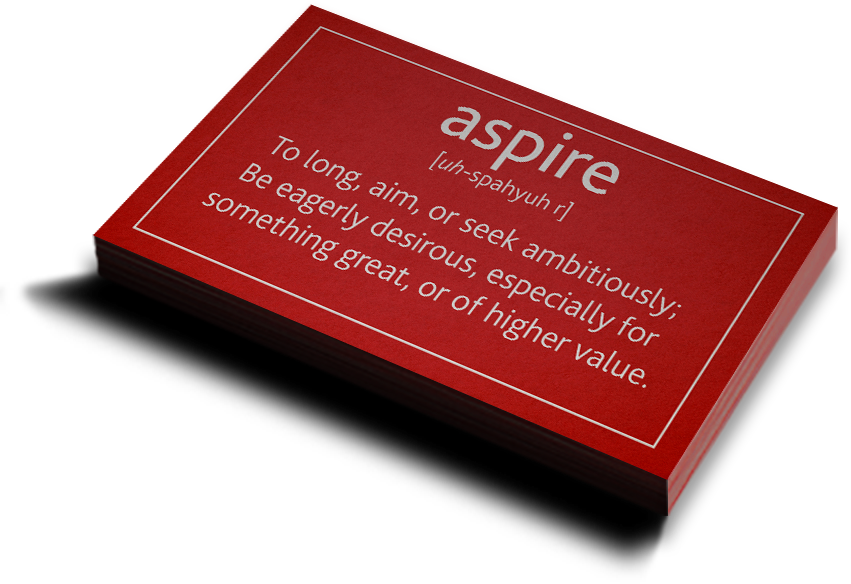 aspire
[uh-spahyuh r]
To long, aim, or seek ambitiously;
Be eagerly desirous, especially for
something great, or of higher value.